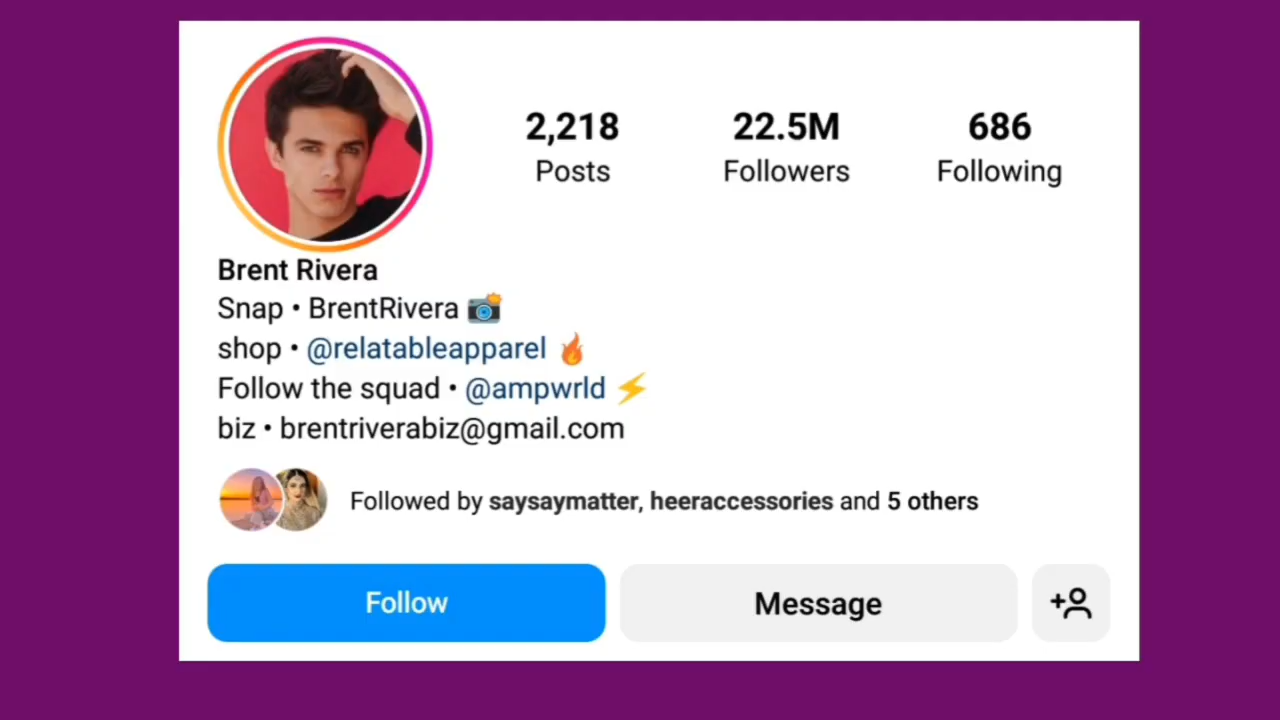 2,218 22.5M 686
Posts Followers Following
Brent Rivera
Snap • BrentRivera 📸
shop • @relatableapparel 🔥
Follow the squad • @ampwrld ⚡
biz • brentriverabiz@gmail.com
Followed by saysaymatter, heeraccessories and 5 others
Follow Message